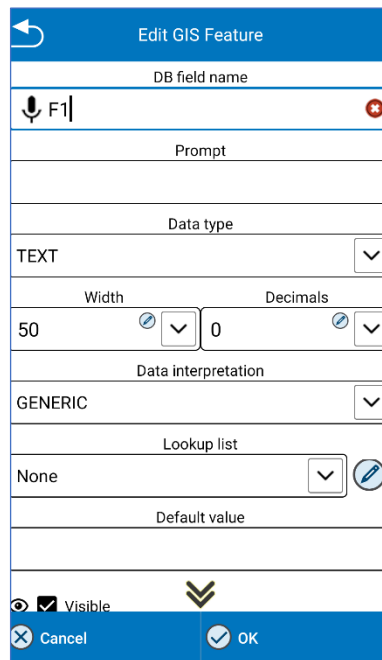 Edit GIS Feature
DB field name
F1
Prompt
Data type
TEXT
Width Decimals
50 0
Data interpretation
GENERIC
Lookup list
None
Default value
Visible
Cancel OK